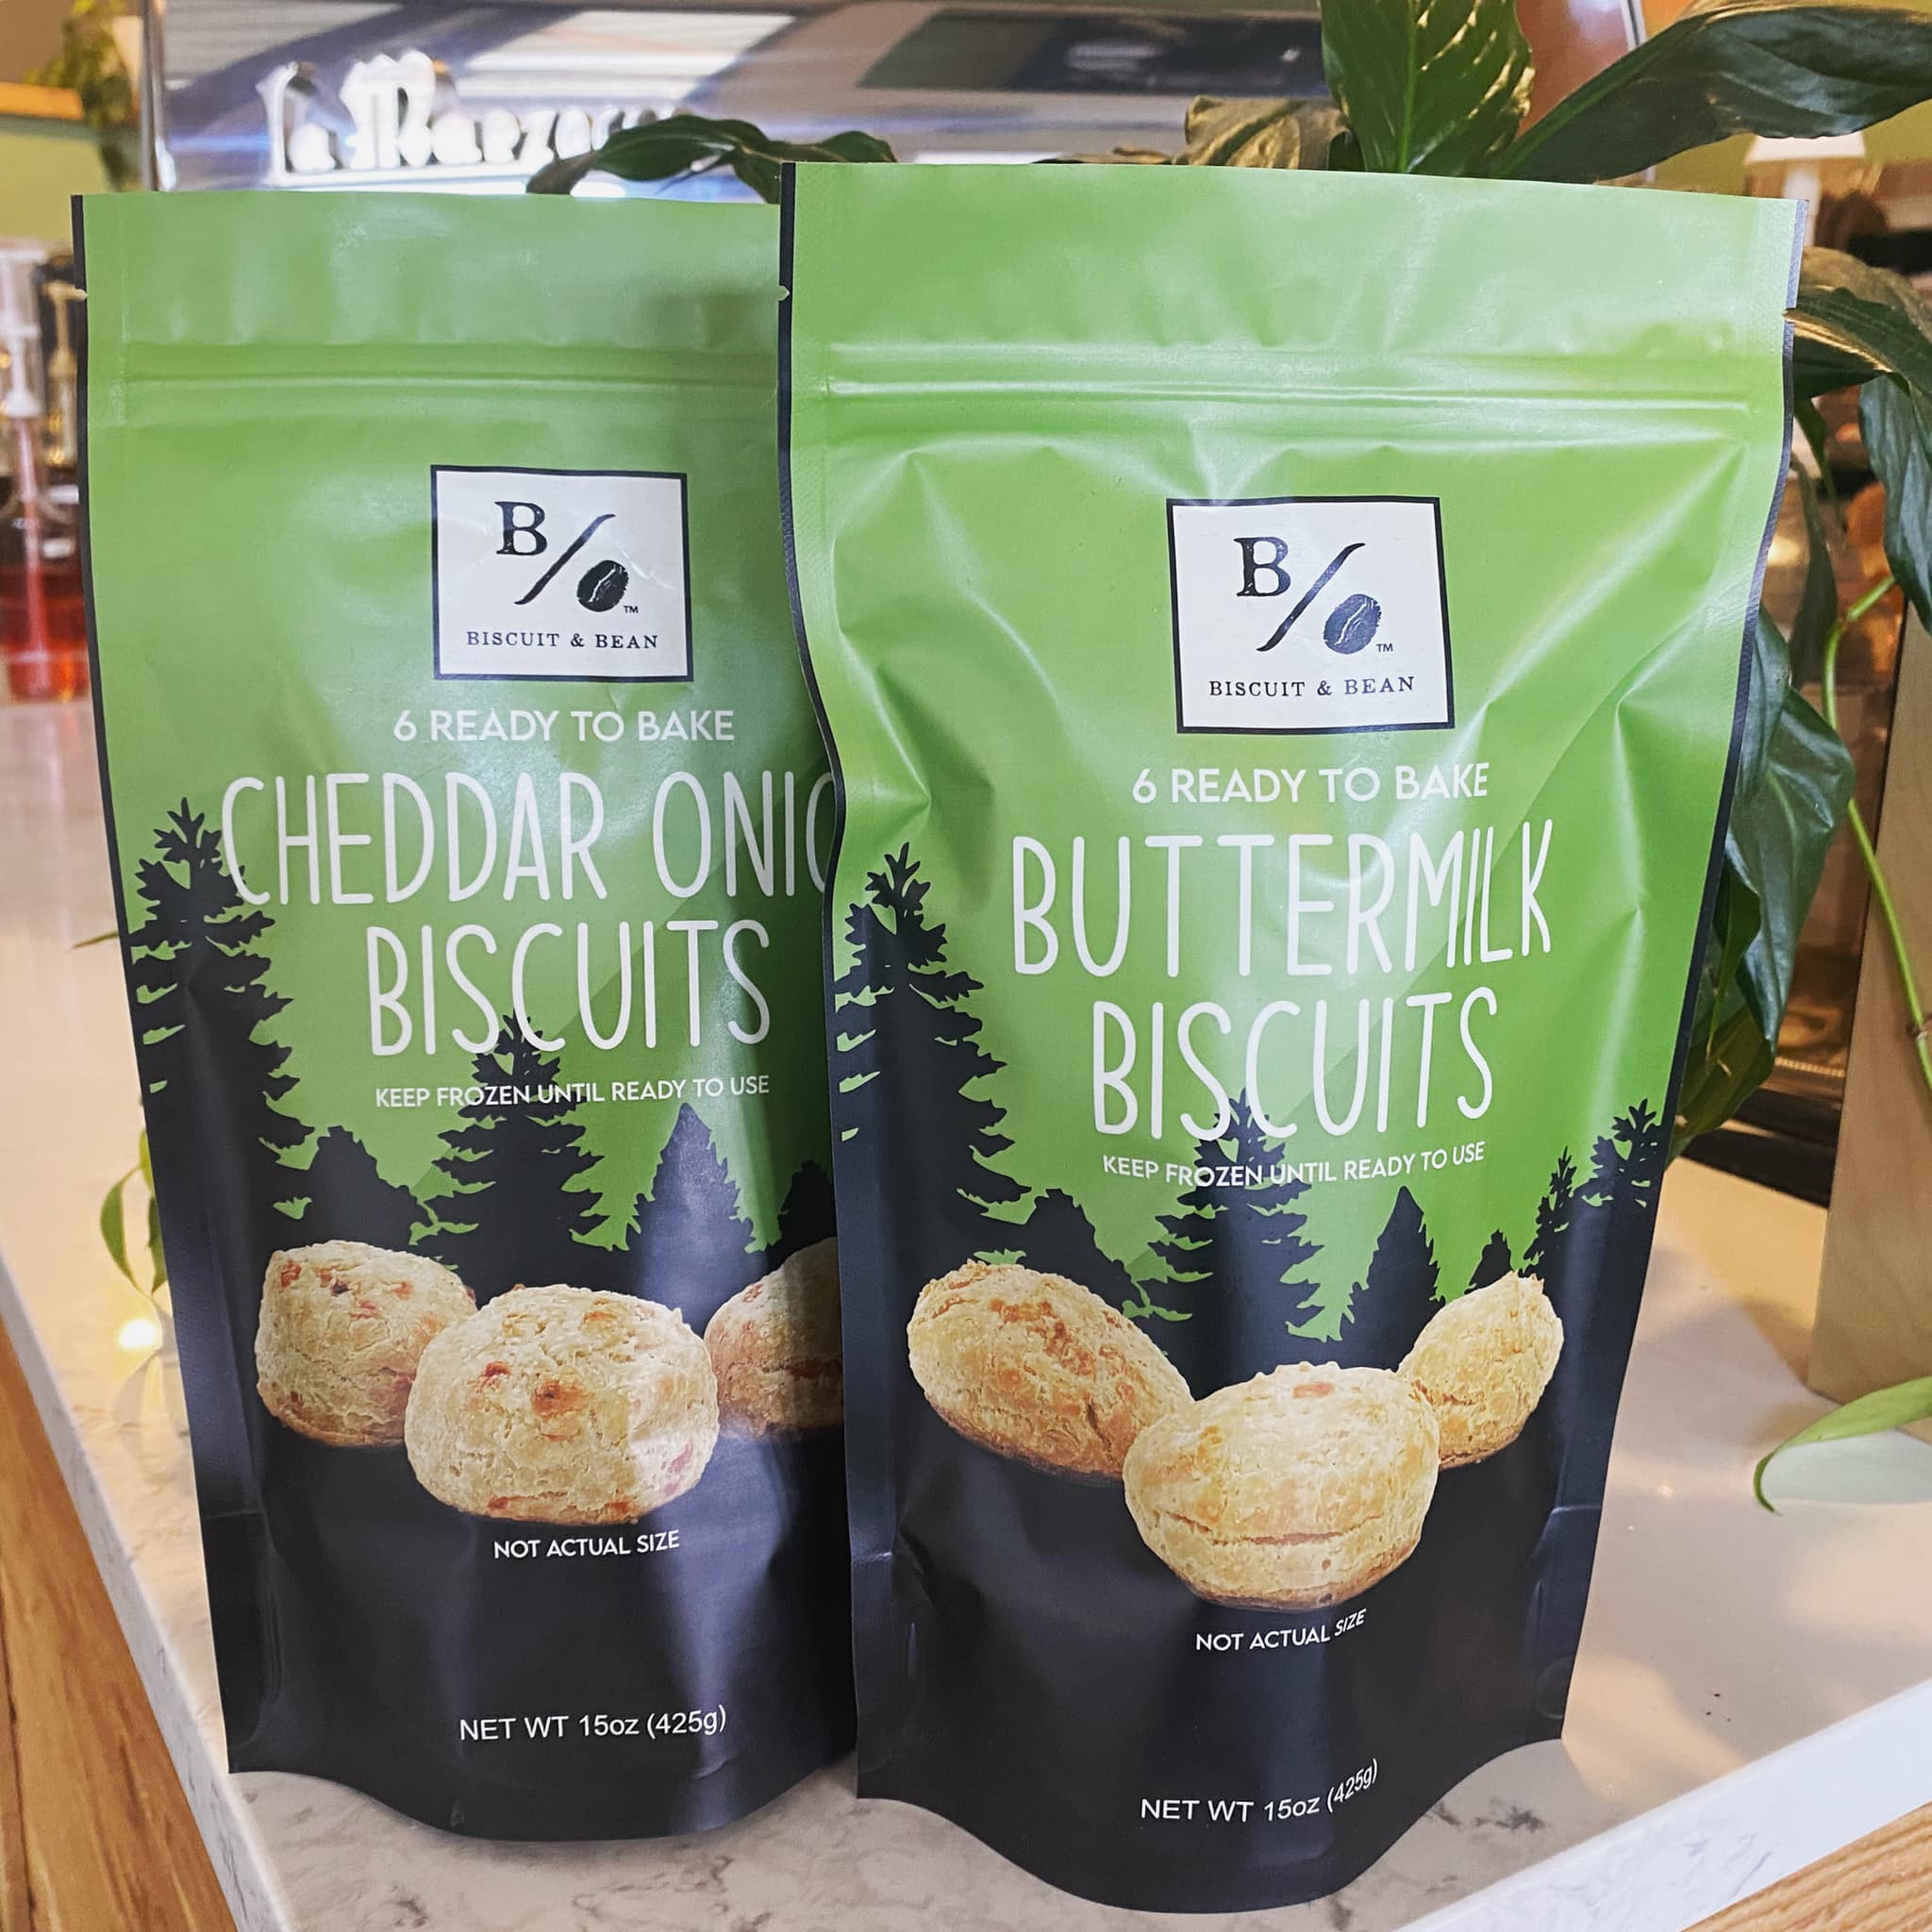 B
TM
BISCUIT & BEAN
6 READY TO BAKE
CHEDDAR
BISCUITS
KEEP FROZEN UNTIL READY TO USE
NOT ACTUAL SIZE
NET WT 15oz (425g)
B
TM
BISCUIT & BEAN
6 READY TO BAKE
BUTTERMILK
BISCUITS
KEEP FROZEN UNTIL READY TO USE
NOT ACTUAL SIZE
NET WT 15oz (425g)